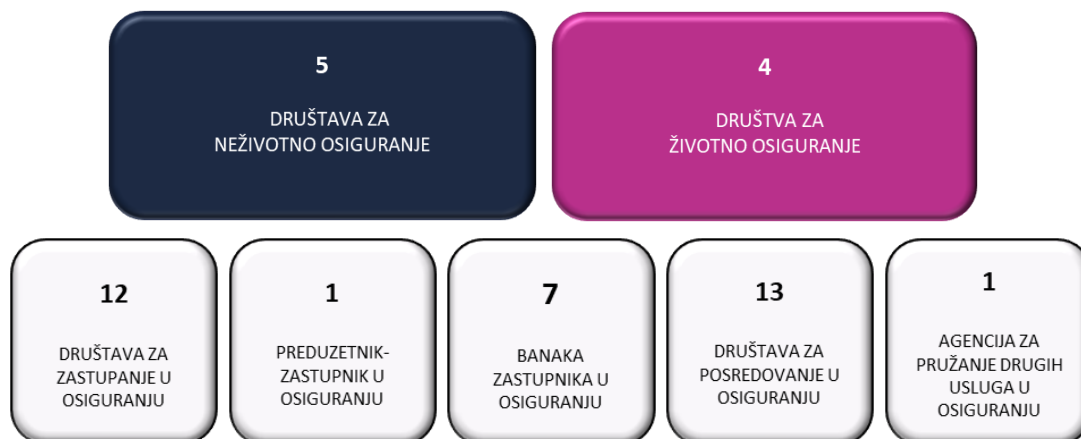 5
DRUŠTAVA ZA
NEŽIVOTNO OSIGURANJE
4
DRUŠTVA ZA
ŽIVOTNO OSIGURANJE
12
DRUŠTAVA ZA
ZASTUPANJE U
OSIGURANJU
1
PREDUZETNIK-
ZASTUPNIK U
OSIGURANJU
7
BANAKA
ZASTUPNIKA U
OSIGURANJU
13
DRUŠTAVA ZA
POSREDOVANJE U
OSIGURANJU
1
AGENCIJA ZA
PRUŽANJE DRUGIH
USLUGA U
OSIGURANJU